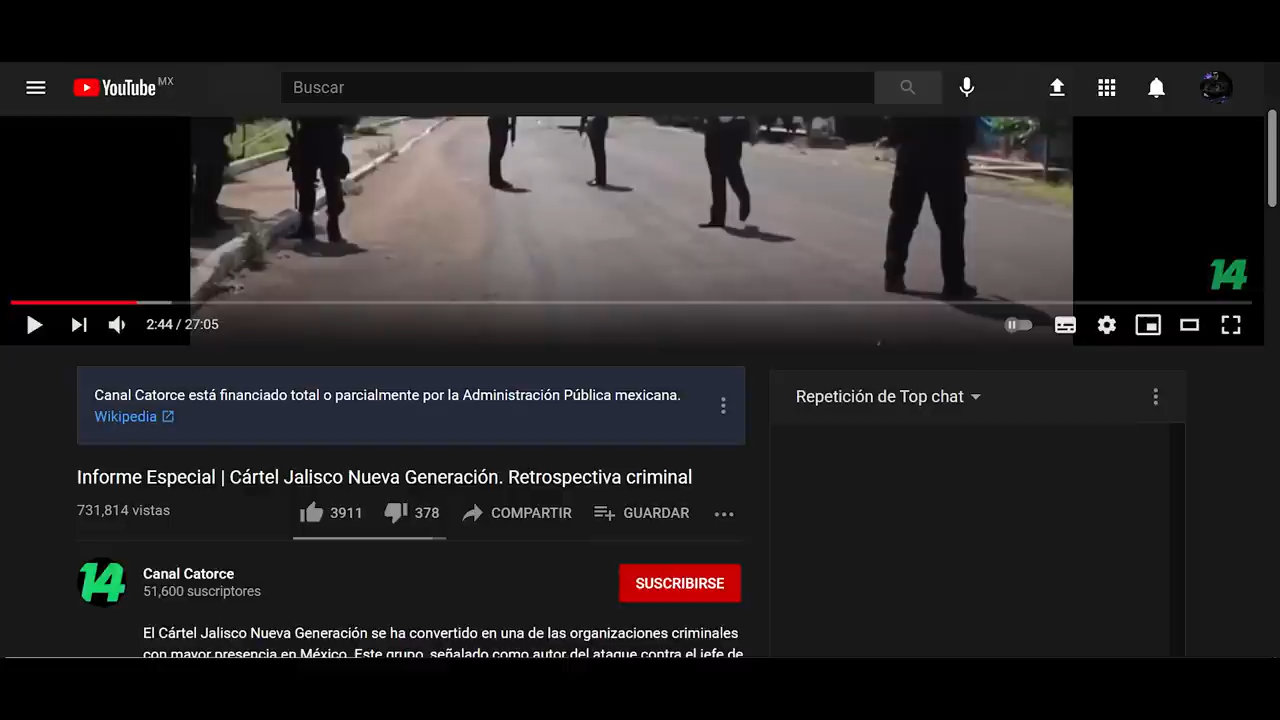 YouTube MX
Buscar
14
2:44 / 27:05
Canal Catorce está financiado total o parcialmente por la Administración Pública mexicana.
Wikipedia
Repetición de Top chat
Informe Especial | Cártel Jalisco Nueva Generación. Retrospectiva criminal
731,814 vistas
3911
378
COMPARTIR
GUARDAR
14
Canal Catorce
51,600 suscriptores
SUSCRIBIRSE
El Cártel Jalisco Nueva Generación se ha convertido en una de las organizaciones criminales
con mayor presencia en México. Este grupo, señalado como autor del ataque contra el jefe de